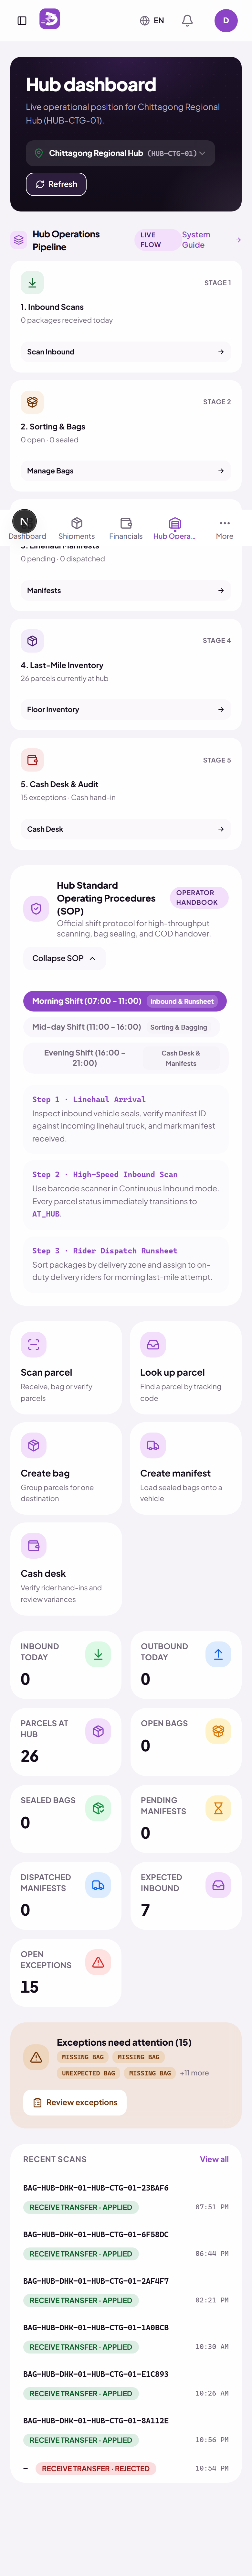 EN
D
Hub dashboard
Live operational position for Chittagong Regional
Hub (HUB-CTG-01).
Chittagong Regional Hub (HUB-CTG-01)
Refresh
Hub Operations
Pipeline
LIVE
FLOW
System
Guide
STAGE 1
1. Inbound Scans
0 packages received today
Scan Inbound
STAGE 2
2. Sorting & Bags
0 open · 0 sealed
Manage Bags
N
Dashboard
Shipments
Financials
Hub Opera...
More
3. Linehaul Manifests
0 pending · 0 dispatched
Manifests
STAGE 4
4. Last-Mile Inventory
26 parcels currently at hub
Floor Inventory
STAGE 5
5. Cash Desk & Audit
15 exceptions · Cash hand-in
Cash Desk
Hub Standard
Operating Procedures
(SOP)
OPERATOR
HANDBOOK
Official shift protocol for high-speed
scanning, bag sealing, and COD handover.
Collapse SOP
Morning Shift (07:00 - 11:00) Inbound & Runsheet
Mid-day Shift (11:00 - 16:00) Sorting & Bagging
Evening Shift (16:00 -
21:00)
Cash Desk &
Manifests
Step 1 · Linehaul Arrival
Inspect inbound vehicle seals, verify manifest ID
against incoming linehaul truck, and mark manifest
received.
Step 2 · High-Speed Inbound Scan
Use barcode scanner in Continuous Inbound mode.
Every parcel status immediately transitions to
AT_HUB.
Step 3 · Rider Dispatch Runsheet
Sort packages by delivery zone and assign to on-
duty delivery riders for morning last-mile attempt.
Scan parcel
Receive, bag or verify
parcels
Look up parcel
Find a parcel by tracking
code
Create bag
Group parcels for one
destination
Create manifest
Load sealed bags onto a
vehicle
Cash desk
Verify rider hand-ins and
review variances
INBOUND
TODAY
0
OUTBOUND
TODAY
0
PARCELS AT
HUB
26
OPEN BAGS
0
SEALED BAGS
0
PENDING
MANIFESTS
0
DISPATCHED
MANIFESTS
0
EXPECTED
INBOUND
7
OPEN
EXCEPTIONS
15
Exceptions need attention (15)
MISSING BAG MISSING BAG
UNEXPECTED BAG MISSING BAG +11 more
Review exceptions
RECENT SCANS
View all
BAG-HUB-DHK-01-HUB-CTG-01-23BAF6
RECEIVE TRANSFER · APPLIED 07:51 PM
BAG-HUB-DHK-01-HUB-CTG-01-6F58DC
RECEIVE TRANSFER · APPLIED 06:44 PM
BAG-HUB-DHK-01-HUB-CTG-01-2AF4F7
RECEIVE TRANSFER · APPLIED 02:21 PM
BAG-HUB-DHK-01-HUB-CTG-01-1A0BCB
RECEIVE TRANSFER · APPLIED 10:30 AM
BAG-HUB-DHK-01-HUB-CTG-01-E1C893
RECEIVE TRANSFER · APPLIED 10:26 AM
BAG-HUB-DHK-01-HUB-CTG-01-8A112E
RECEIVE TRANSFER · APPLIED 10:56 PM
— RECEIVE TRANSFER · REJECTED 10:54 PM